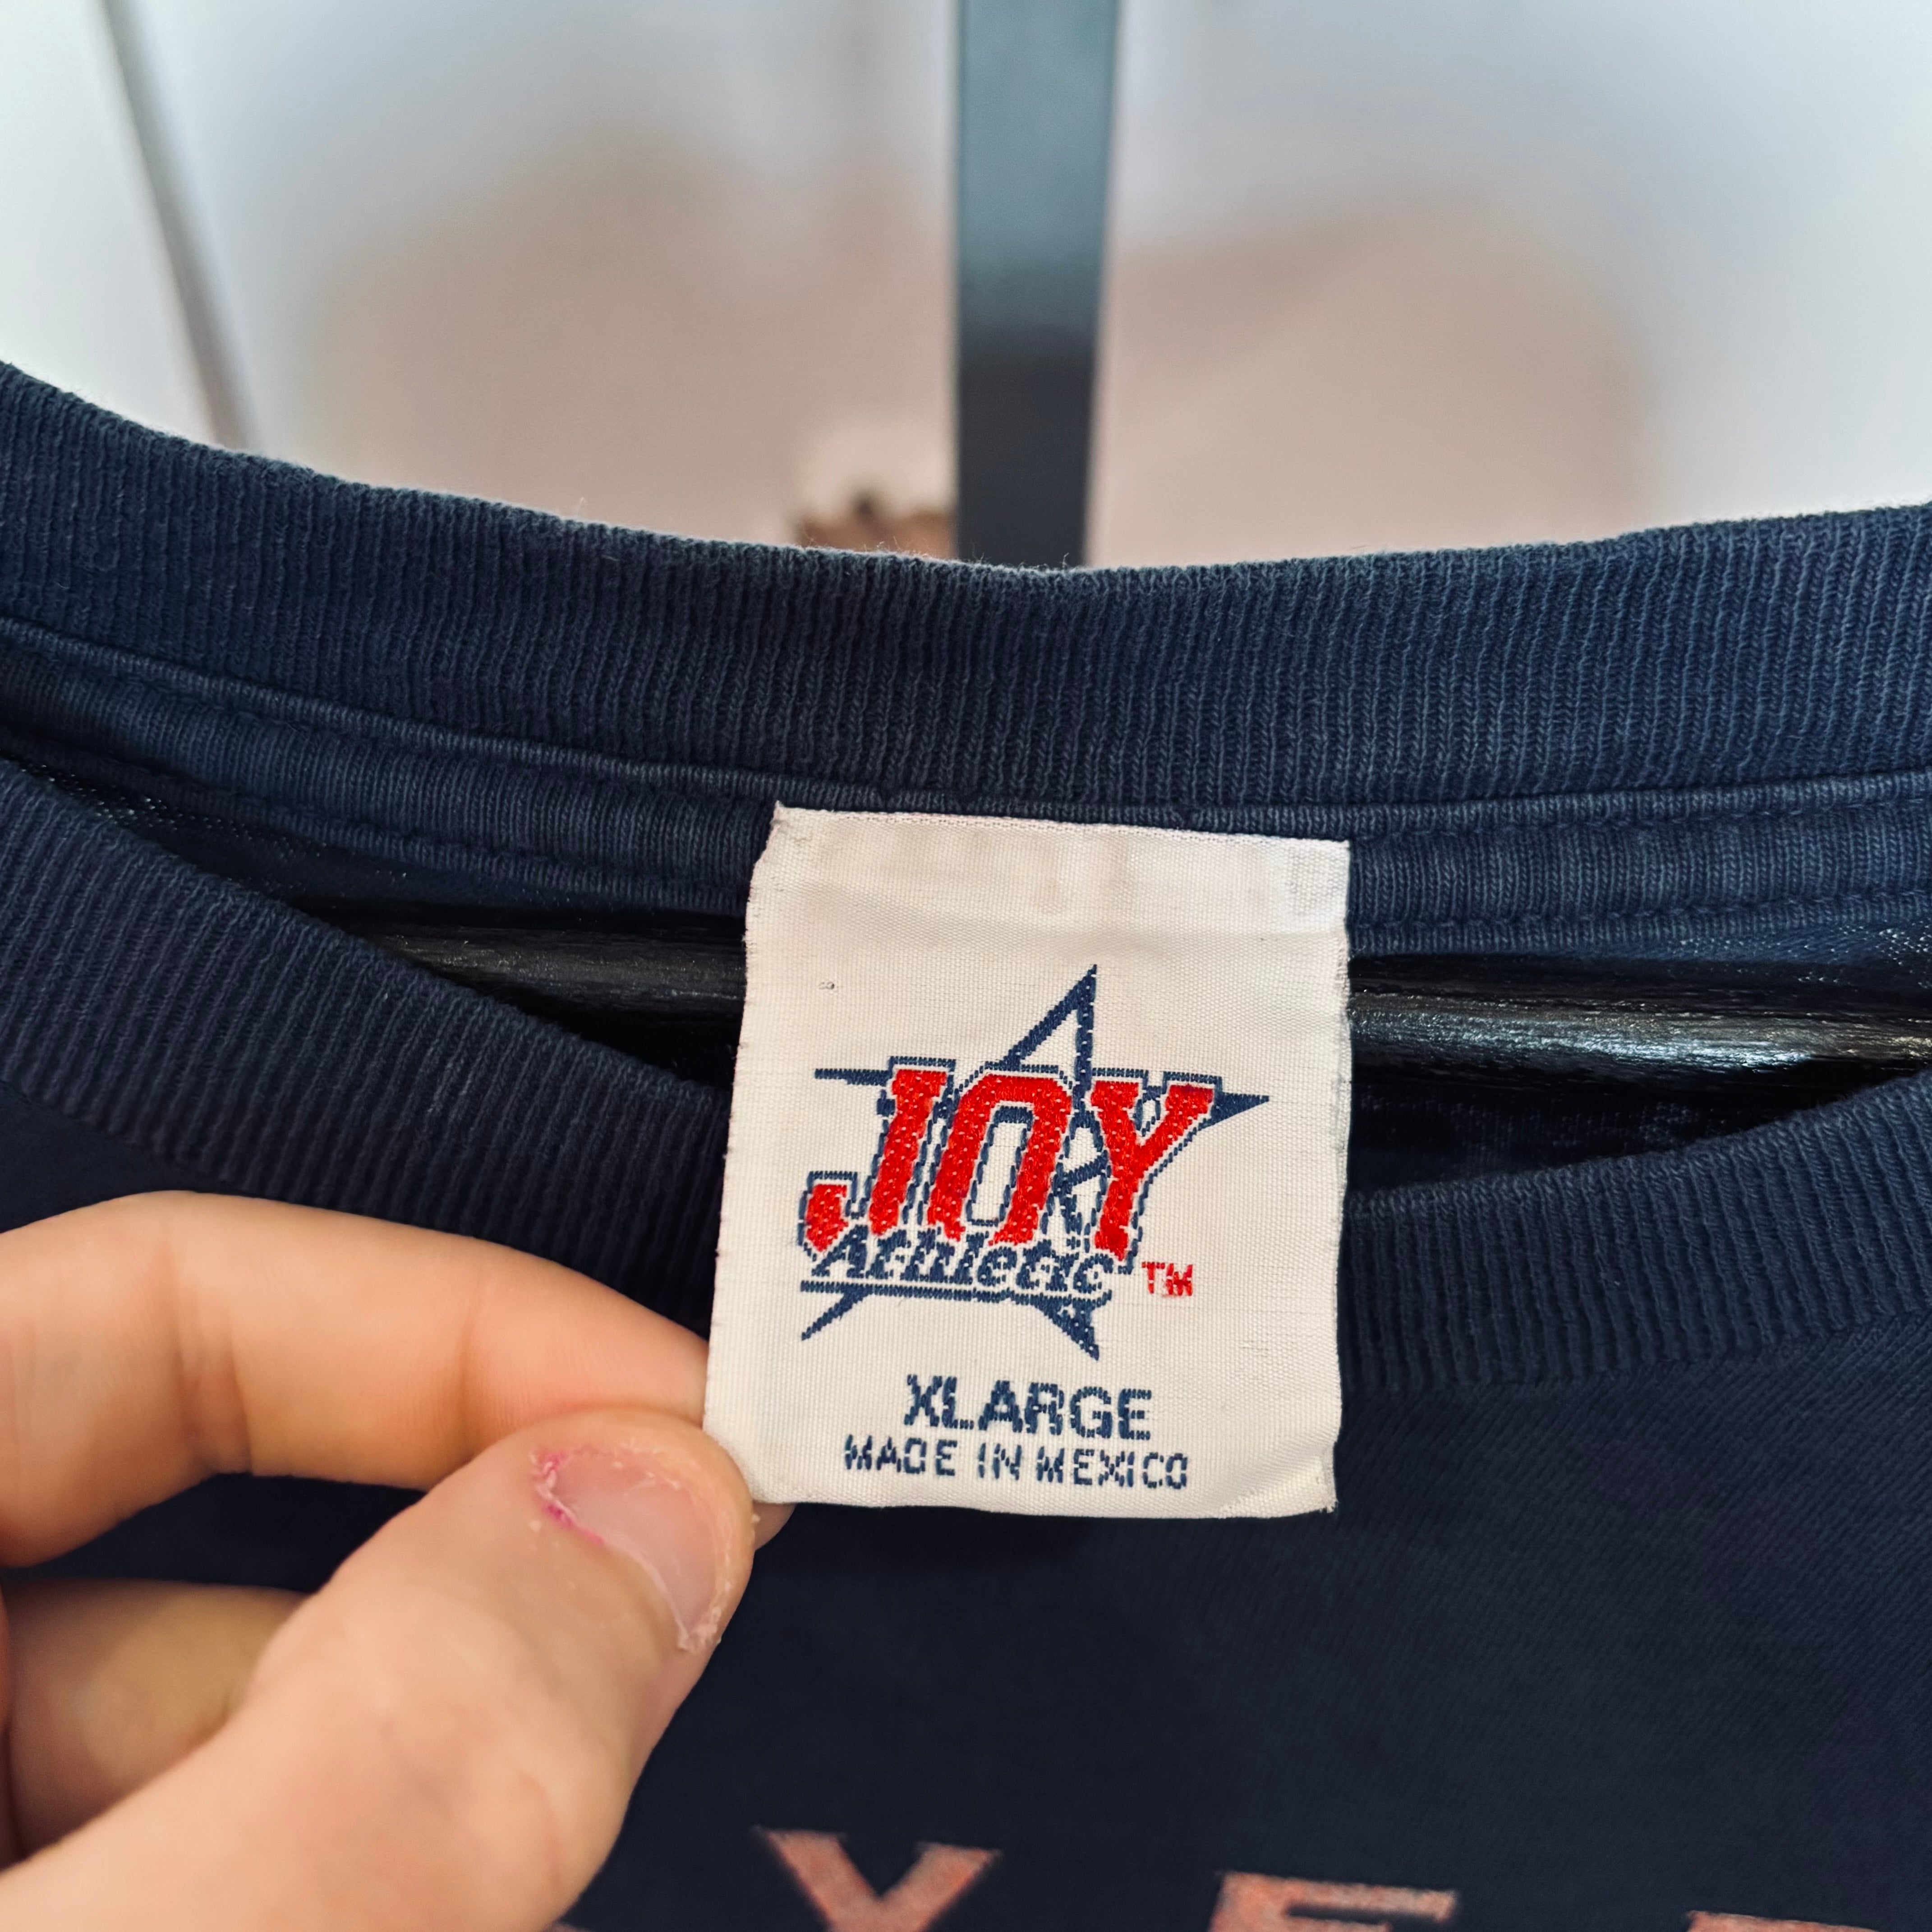 JOY
Athletic TM
XLARGE
MADE IN MEXICO